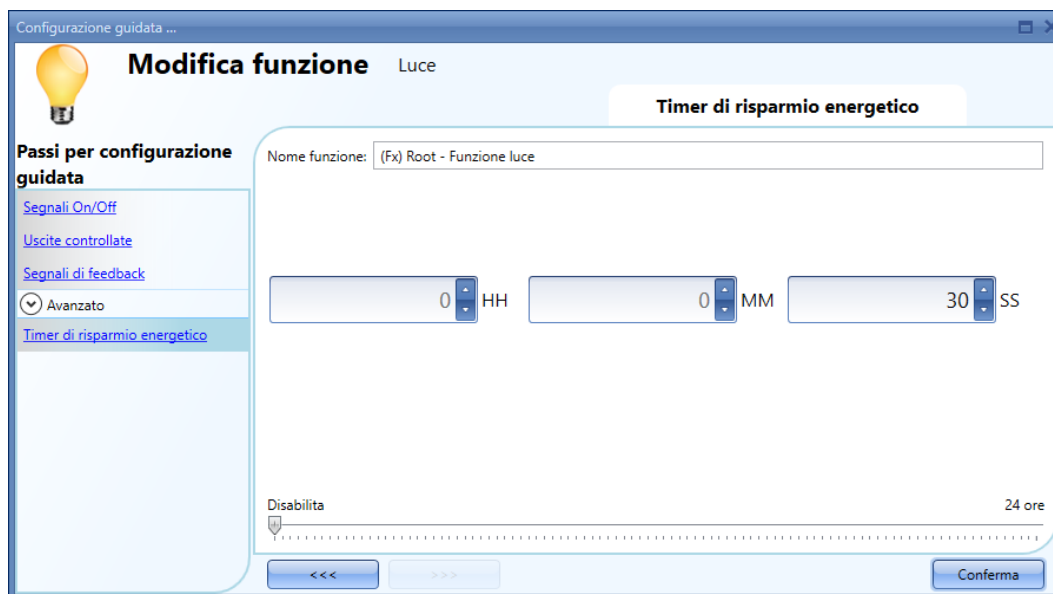 Configurazione guidata ...
Modifica funzione Luce
Timer di risparmio energetico
Passi per configurazione
guidata
Segnali On/Off
Uscite controllate
Segnali di feedback
Avanzato
Timer di risparmio energetico
Nome funzione: (Fx) Root - Funzione luce
0 HH 0 MM 30 SS
Disabilita 24 ore
<<< >>> Conferma